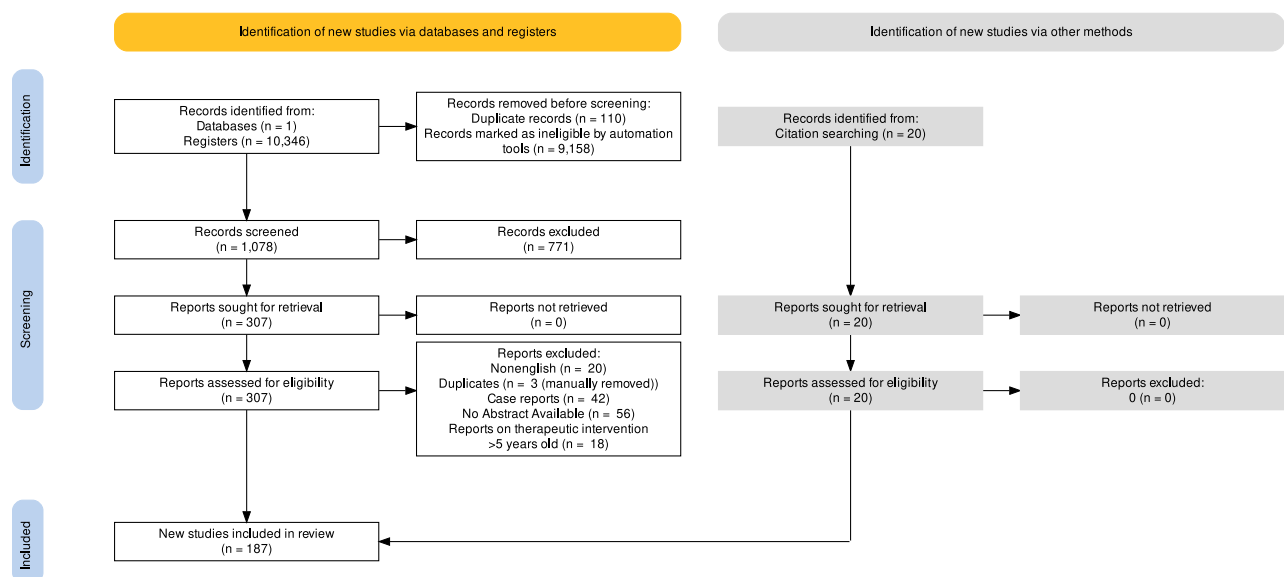 Identification of new studies via databases and registers
Identification of new studies via other methods
Identification
Records identified from:
Databases (n = 1)
Registers (n = 10,346)
Records removed before screening:
Duplicate records (n = 110)
Records marked as ineligible by automation
tools (n = 9,158)
Records identified from:
Citation searching (n = 20)
Screening
Records screened
(n = 1,078)
Records excluded
(n = 771)
Reports sought for retrieval
(n = 307)
Reports not retrieved
(n = 0)
Reports sought for retrieval
(n = 20)
Reports not retrieved
(n = 0)
Reports assessed for eligibility
(n = 307)
Reports excluded:
Nonenglish (n = 20)
Duplicates (n = 3 (manually removed))
Case reports (n = 42)
No Abstract Available (n = 56)
Reports on therapeutic intervention
>5 years old (n = 18)
Reports assessed for eligibility
(n = 20)
Reports excluded:
0 (n = 0)
Included
New studies included in review
(n = 187)